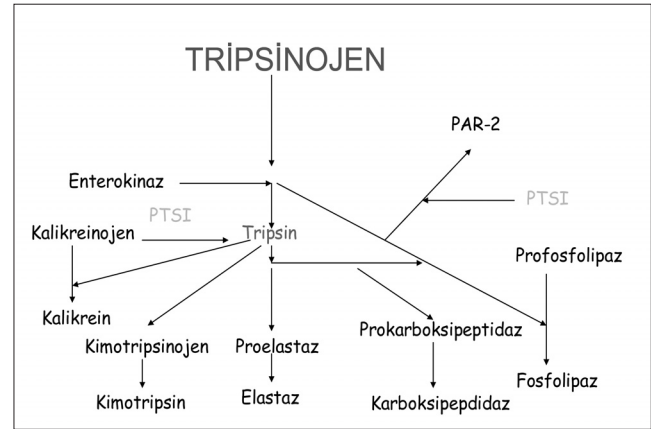 TRİPSİNOJEN
PAR-2
Enterokinaz
PTSI
PTSI
Kalikreinojen
Tripsin
Profosfolipaz
Kalikrein
Prokarboksipeptidaz
Kimotripsinojen
Proelastaz
Fosfolipaz
Kimotripsin
Elastaz
Karboksipepdidaz